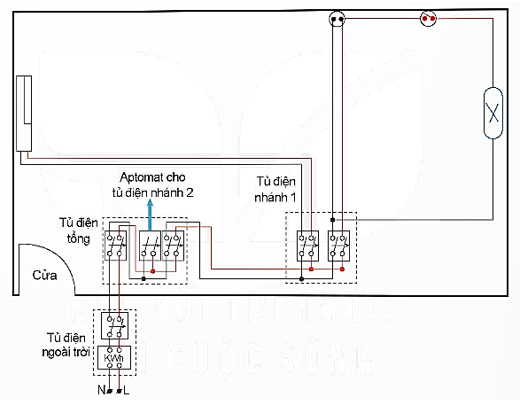 Aptomat cho
tủ điện nhánh 2
Tủ điện
nhánh 1
Tủ điện
tổng
Cửa
Tủ điện
ngoài trời
KWh
N L